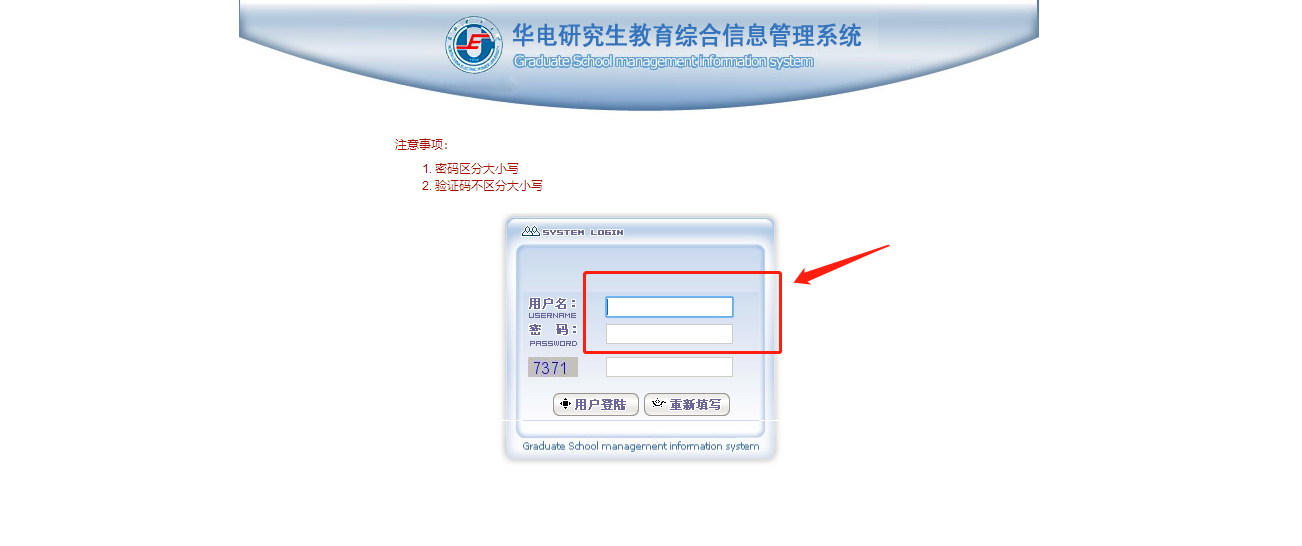 华电研究生教育综合信息管理系统
Graduate School management information system
注意事项：
1. 密码区分大小写
2. 验证码不区分大小写
SYSTEM LOGIN
用户名：
USERNAME
密 码：
PASSWORD
7371
用户登陆 重新填写
Graduate School management information system